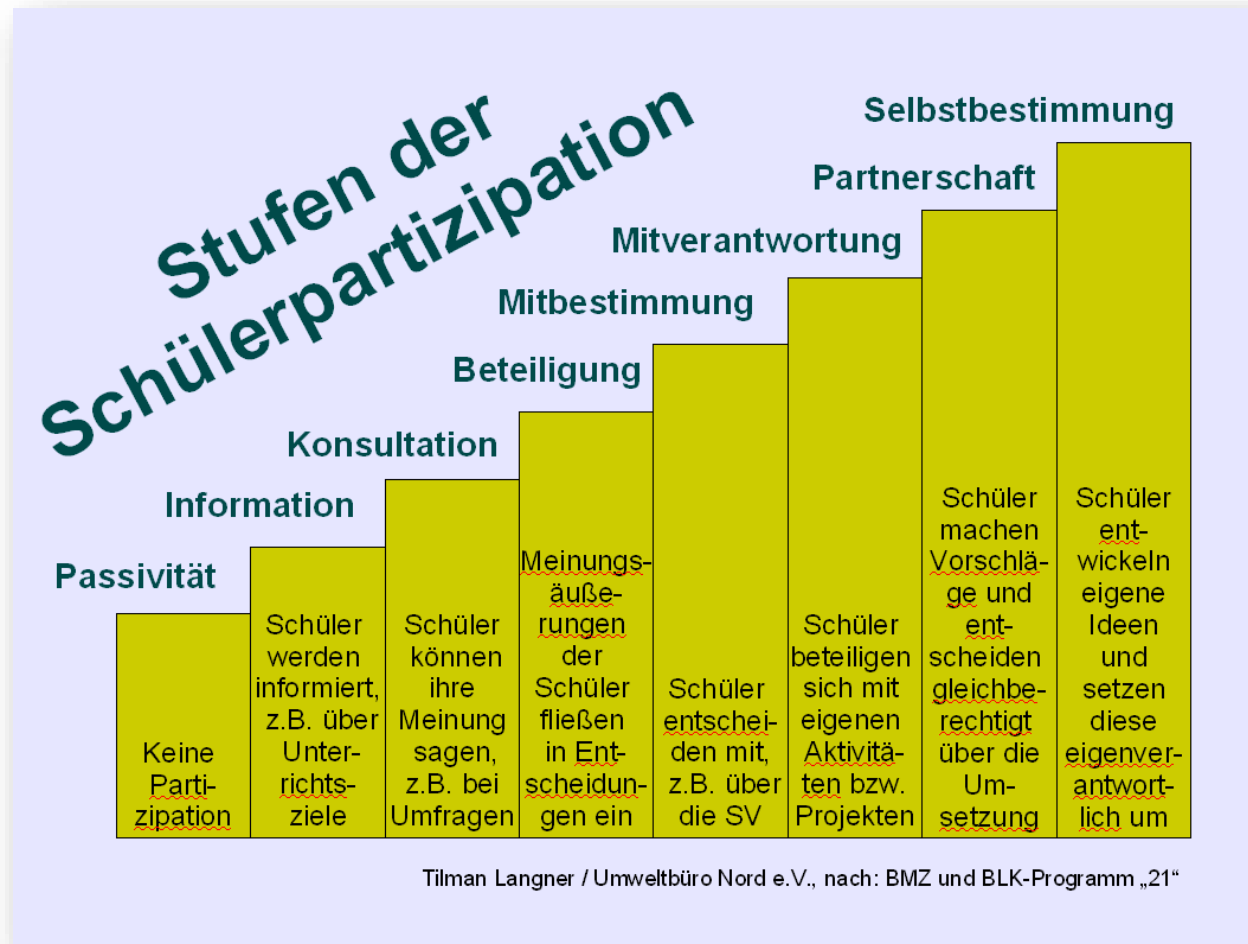 Stufen der
Schülerpartizipation
Passivität
Keine
Parti-
zipation
Information
Schüler
werden
informiert,
z.B. über
Unter-
richts-
ziele
Konsultation
Schüler
können
ihre
Meinung
sagen,
z.B. bei
Umfragen
Beteiligung
Meinungs-
äuße-
rungen
der
Schüler
fließen
in Ent-
scheidun-
gen ein
Mitbestimmung
Schüler
entschei-
den mit,
z.B. über
die SV
Mitverantwortung
Schüler
beteiligen
sich mit
eigenen
Aktivitä-
ten bzw.
Projekten
Partnerschaft
Schüler
machen
Vorschlä-
ge und
ent-
scheiden
gleichbe-
rechtigt
über die
Um-
setzung
Selbstbestimmung
Schüler
ent-
wickeln
eigene
Ideen
und
setzen
diese
eigenver-
antwort-
lich um
Tilman Langner / Umweltbüro Nord e.V., nach: BMZ und BLK-Programm „21“